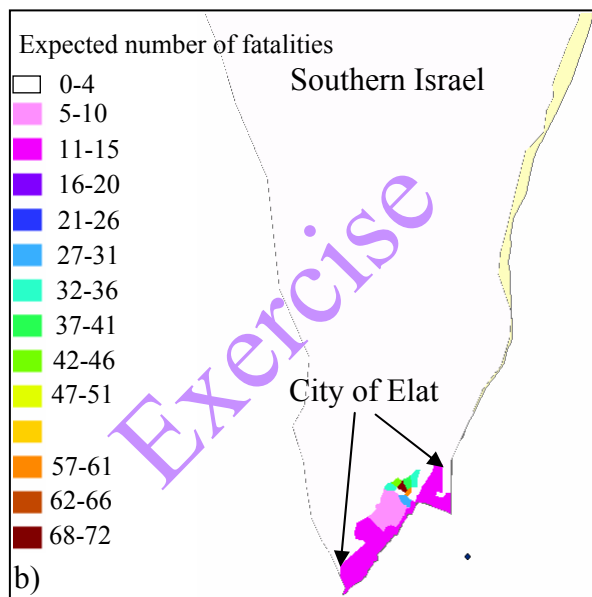 Expected number of fatalities
Southern Israel
0-4
5-10
11-15
16-20
21-26
27-31
32-36
37-41
42-46
47-51
57-61
62-66
68-72
Exercise
City of Elat
b)